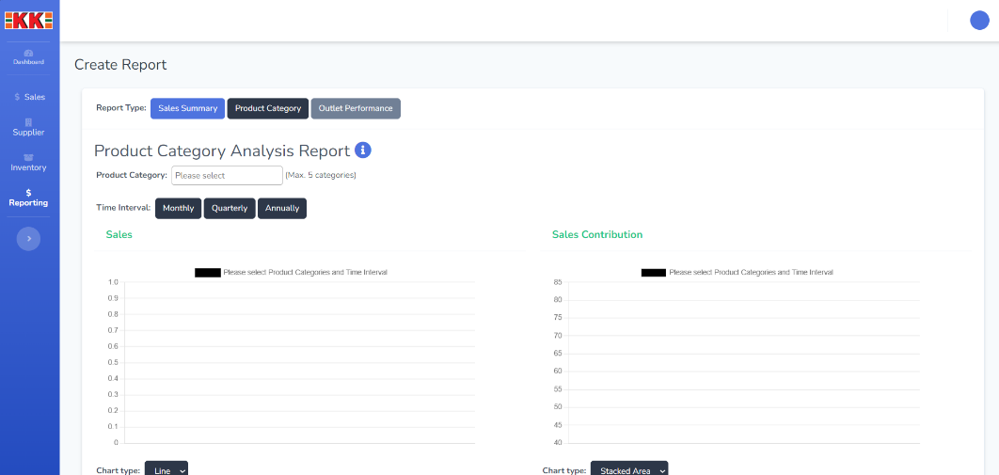 KK
Dashboard
$ Sales
Supplier
Inventory
$
Reporting
Create Report
Report Type: Sales Summary Product Category Outlet Performance
Product Category Analysis Report i
Product Category: Please select (Max. 5 categories)
Time Interval: Monthly Quarterly Annually
Sales
Please select Product Categories and Time Interval
1.0
0.9
0.8
0.7
0.6
0.5
0.4
0.3
0.2
0.1
0
Chart type: Line
Sales Contribution
Please select Product Categories and Time Interval
85
80
75
70
65
60
55
50
45
40
Chart type: Stacked Area